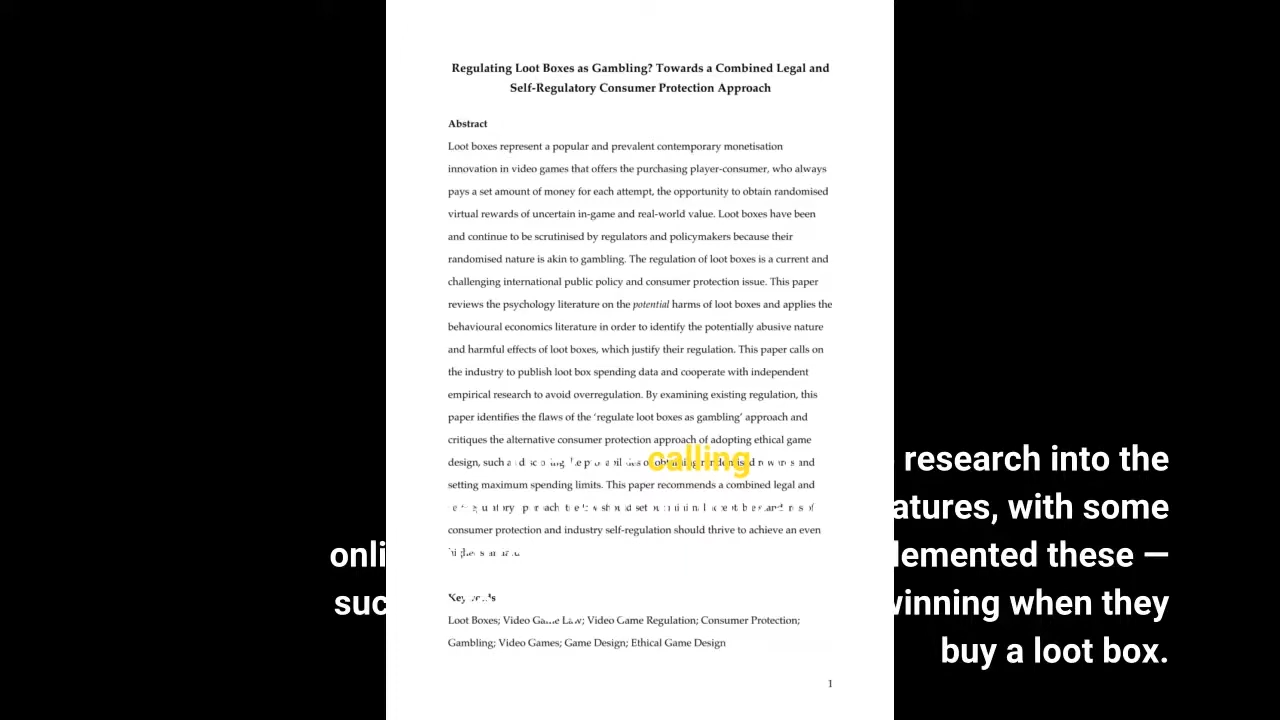 Regulating Loot Boxes as Gambling? Towards a Combined Legal and
Self-Regulatory Consumer Protection Approach
Abstract
Loot boxes represent a popular and prevalent contemporary monetisation
innovation in video games that offers the purchasing player-consumer, who always
pays a set amount of money for each attempt, the opportunity to obtain randomised
virtual rewards of uncertain in-game and real-world value. Loot boxes have been
and continue to be scrutinised by regulators and policymakers because their
randomised nature is akin to gambling. The regulation of loot boxes is a current and
challenging international public policy and consumer protection issue. This paper
reviews the psychology literature on the potential harms of loot boxes and applies the
behavioural economics literature in order to identify the potentially abusive nature
and harmful effects of loot boxes, which justify their regulation. This paper calls on
the industry to publish loot box spending data and cooperate with independent
empirical research to avoid overregulation. By examining existing regulation, this
paper identifies the flaws of the ‘regulate loot boxes as gambling’ approach and
critiques the alternative consumer protection approach of adopting ethical game
design, such and
calling
setting maximum spending limits. This paper recommends a combined legal and
should set of
consumer protection and industry self-regulation should thrive to achieve an even
Loot Boxes; Video Game Law; Video Game Regulation; Consumer Protection;
Gambling; Video Games; Game Design; Ethical Game Design
1
research into the
with some
onli these —
suc when they
buy a loot box.